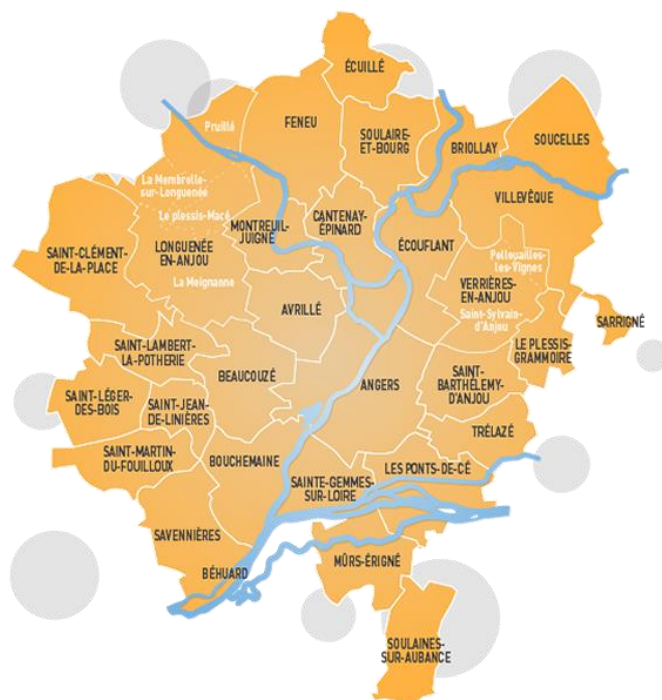 ÉCUILLÉ
Pruillé
FENEU
SOULAIRE-
ET-BOURG
BRIOLLAY
SOUCELLES
La Membrolle-
sur-Longuenée
VILLEVÊQUE
Le plessis-Macé
MONTREUIL-
JUIGNÉ
CANTENAY-
ÉPINARD
SAINT-CLÉMENT-
DE-LA-PLACE
LONGUENÉE
EN-ANJOU
ÉCOUFLANT
Pellouailles-
les-Vignes
La Meignanne
VERRIÈRES-
EN-ANJOU
AVRILLÉ
Saint-Sylvain-
d'Anjou
SARRIGNÉ
SAINT-LAMBERT-
LA-POTHERIE
LE PLESSIS-
GRAMMOIRE
BEAUCOUZÉ
ANGERS
SAINT-
BARTHÉLEMY-
D'ANJOU
SAINT-LÉGER-
DES-BOIS
SAINT-JEAN-
DE-LINIÈRES
TRÉLAZÉ
SAINT-MARTIN-
DU-FOUILLOUX
BOUCHEMAINE
SAINTE-GEMMES-
SUR-LOIRE
LES PONTS-DE-CÉ
SAVENNIÈRES
BÉHUARD
MÛRS-ÉRIGNÉ
SOULAINES-
SUR-AUBANCE